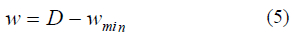 w = D − w_min (5)